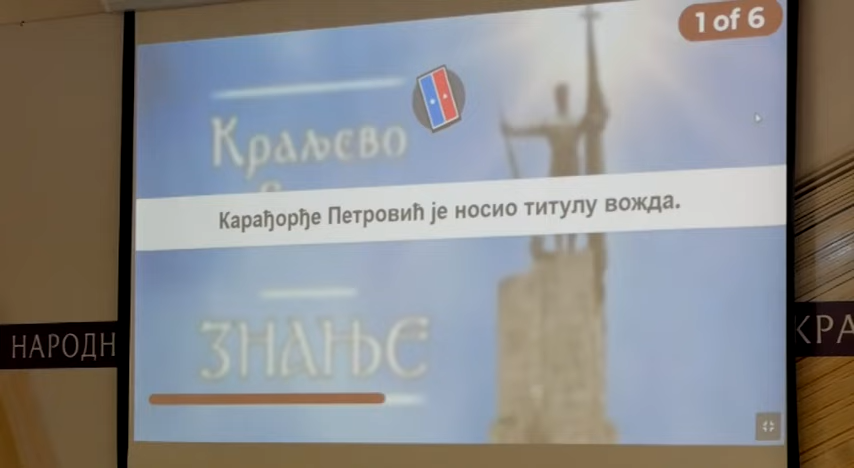 1 of 6
Краљево
Карађорђе Петровић је носио титулу вожда.
ЗНАЊЕ
НАРОДН
КРА